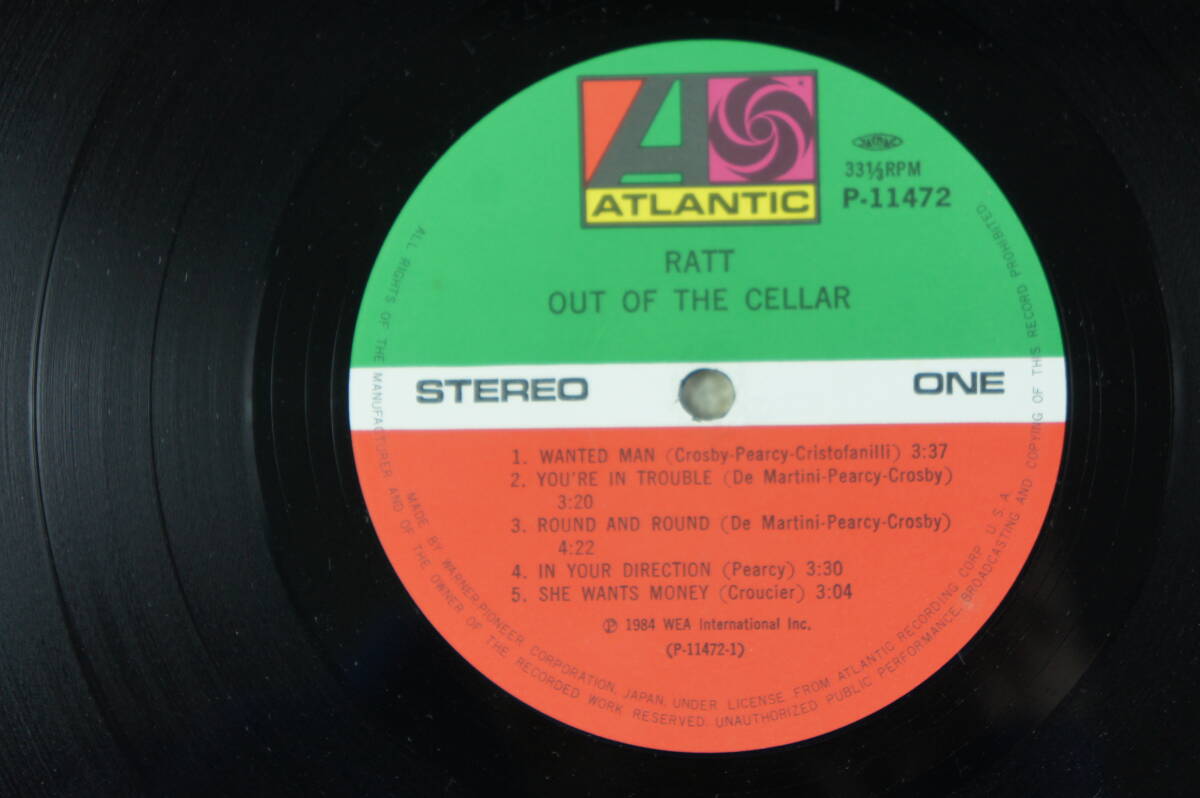 ATLANTIC
JASRAC
33⅓RPM
P-11472
RATT
OUT OF THE CELLAR
STEREO
ONE
1. WANTED MAN (Crosby-Pearcy-Cristofanilli) 3:37
2. YOU'RE IN TROUBLE (De Martini-Pearcy-Crosby)
3:20
3. ROUND AND ROUND (De Martini-Pearcy-Crosby)
4:22
4. IN YOUR DIRECTION (Pearcy) 3:30
5. SHE WANTS MONEY (Croucier) 3:04
Ⓟ 1984 WEA International Inc.
(P-11472-1)
MADE BY WARNER-PIONEER CORPORATION, JAPAN, UNDER LICENSE FROM ATLANTIC RECORDING CORP. U.S.A.
ALL RIGHTS OF THE MANUFACTURER AND OF THE OWNER OF THE RECORDED WORK RESERVED. UNAUTHORIZED PUBLIC PERFORMANCE, BROADCASTING AND COPYING OF THIS RECORD PROHIBITED.